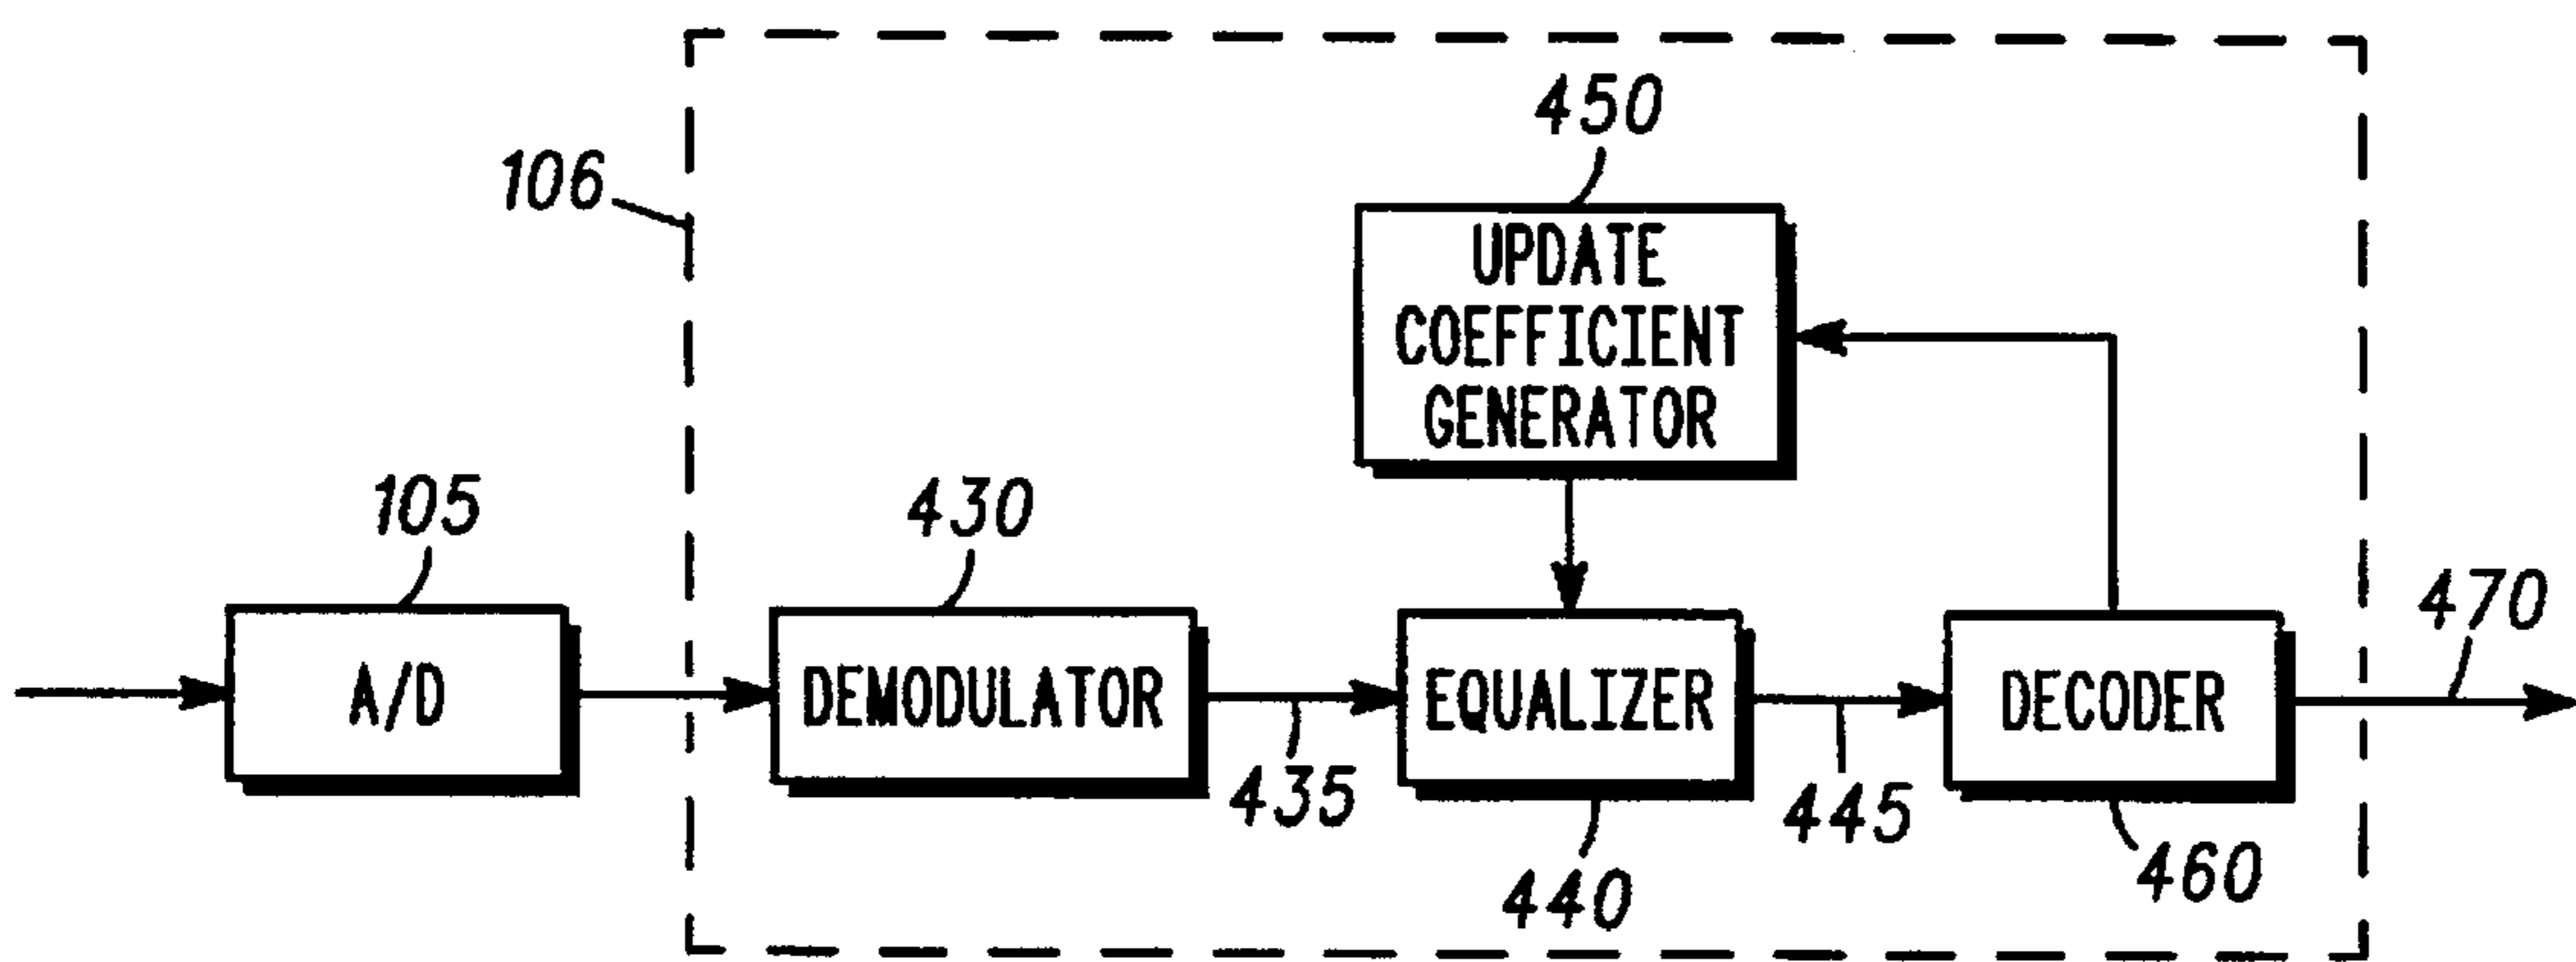 450
106
UPDATE
COEFFICIENT
GENERATOR
105
430
470
A/D
DEMODULATOR
EQUALIZER
DECODER
435
445
440
460